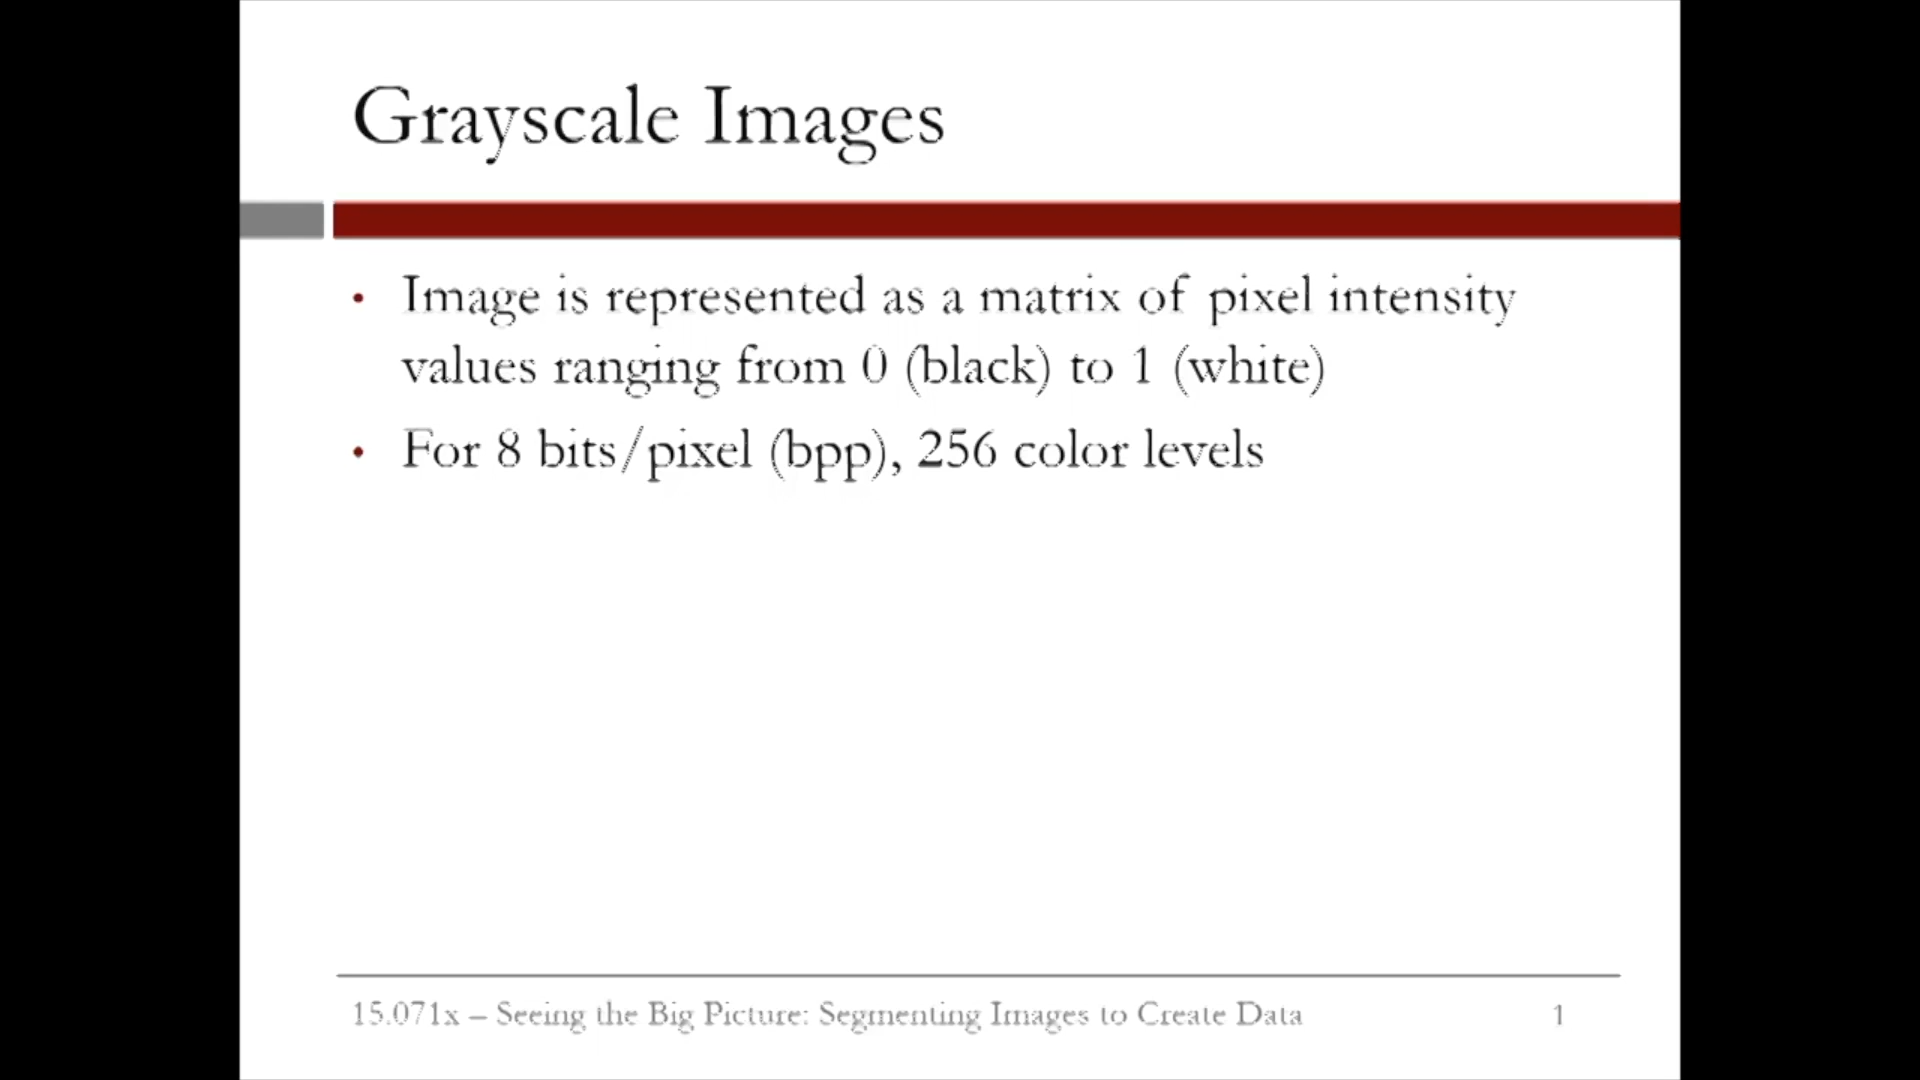 Grayscale Images
• Image is represented as a matrix of pixel intensity
values ranging from 0 (black) to 1 (white)
• For 8 bits/pixel (bpp), 256 color levels
15.071x – Seeing the Big Picture: Segmenting Images to Create Data 1